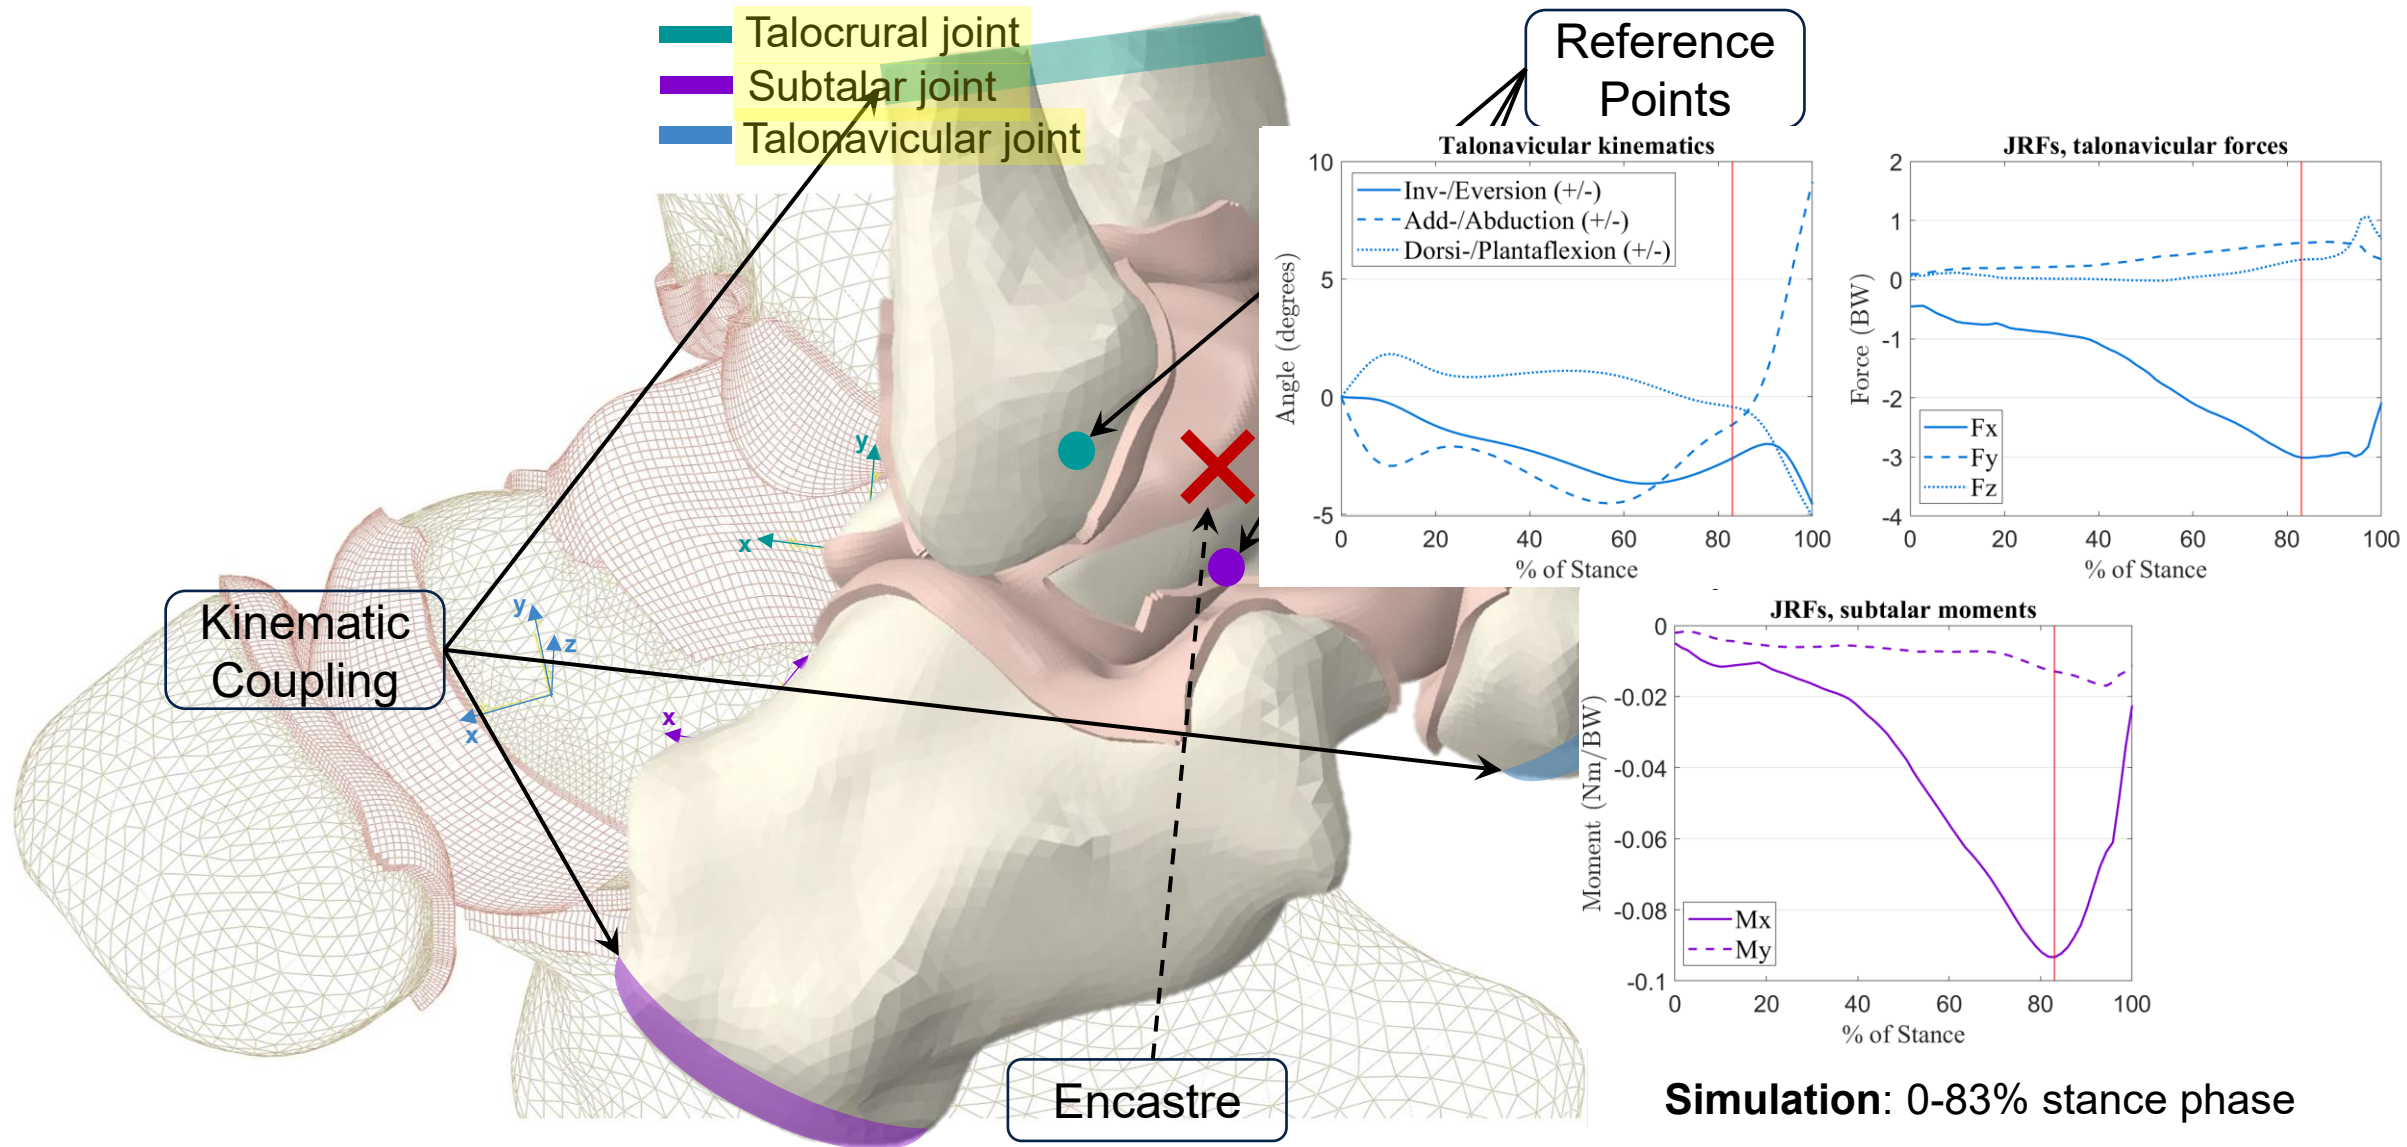 Talocrural joint
Subtalar joint
Talonavicular joint
Reference
Points
Kinematic
Coupling
Encastre
y
x
y
z
x
x
Talonavicular kinematics
Inv-/Eversion (+/-)
Add-/Abduction (+/-)
Dorsi-/Plantaflexion (+/-)
Angle (degrees)
10
5
0
-5
0 20 40 60 80 100
% of Stance
JRFs, talonavicular forces
Force (BW)
2
1
0
-1
-2
-3
-4
Fx
Fy
Fz
0 20 40 60 80 100
% of Stance
JRFs, subtalar moments
Moment (Nm/BW)
0
-0.02
-0.04
-0.06
-0.08
-0.1
Mx
My
0 20 40 60 80 100
% of Stance
Simulation: 0-83% stance phase